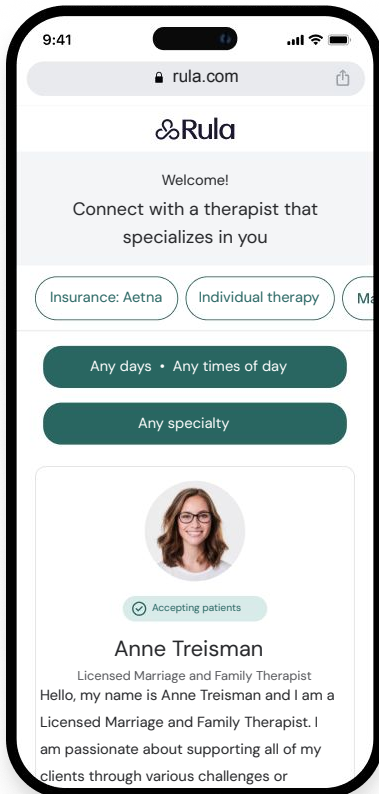 9:41
rula.com
Rula
Welcome!
Connect with a therapist that
specializes in you
Insurance: Aetna
Individual therapy
Any days • Any times of day
Any specialty
Accepting patients
Anne Treisman
Licensed Marriage and Family Therapist
Hello, my name is Anne Treisman and I am a
Licensed Marriage and Family Therapist. I
am passionate about supporting all of my
clients through various challenges or